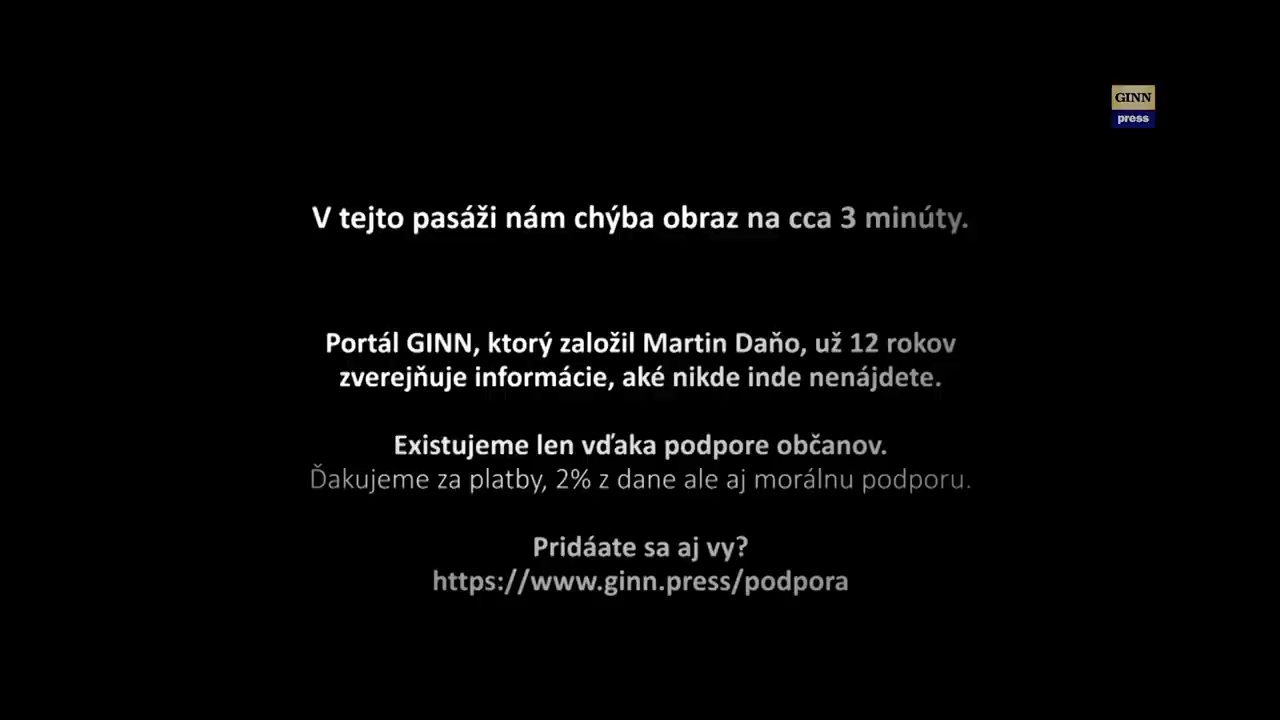 GINN
press
V tejto pasáži nám chýba obraz na cca 3 minúty.
Portál GINN, ktorý založil Martin Daňo, už 12 rokov
zverejňuje informácie, aké nikde inde nenájdete.
Existujeme len vďaka podpore občanov.
Ďakujeme za platby, 2% z dane ale aj morálnu podporu.
Pridáate sa aj vy?
https://www.ginn.press/podpora